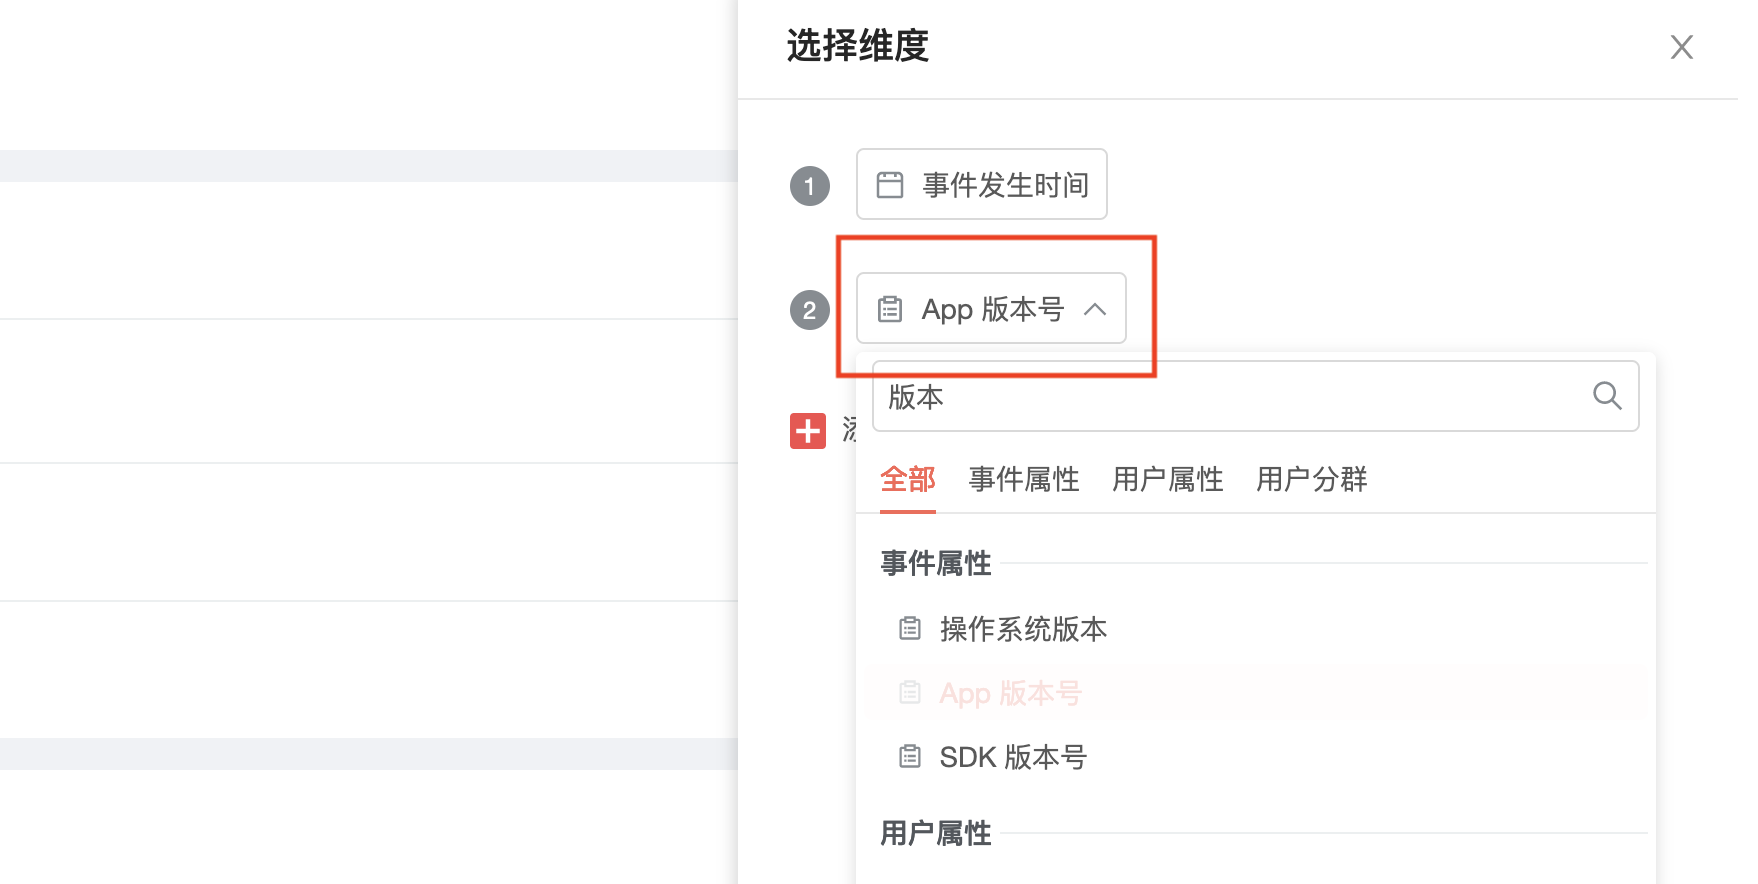 选择维度
1 事件发生时间
2 App 版本号
版本
全部 事件属性 用户属性 用户分群
事件属性
操作系统版本
App 版本号
SDK 版本号
用户属性